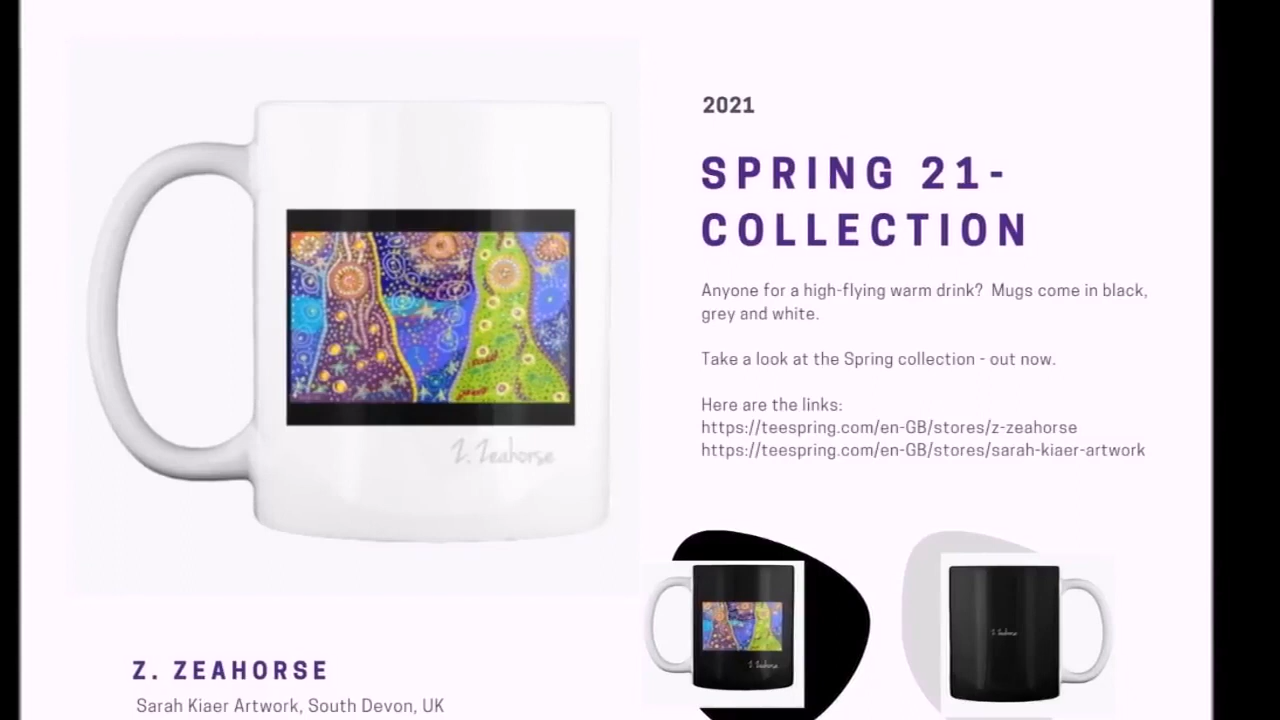 2021
SPRING 21-
COLLECTION
Anyone for a high-flying warm drink? Mugs come in black,
grey and white.
Take a look at the Spring collection - out now.
Here are the links:
https://teespring.com/en-GB/stores/z-zeahorse
https://teespring.com/en-GB/stores/sarah-kiaer-artwork
Z. Zeahorse
Z. Zeahorse
Z. Zeahorse
Z. ZEAHORSE
Sarah Kiaer Artwork, South Devon, UK